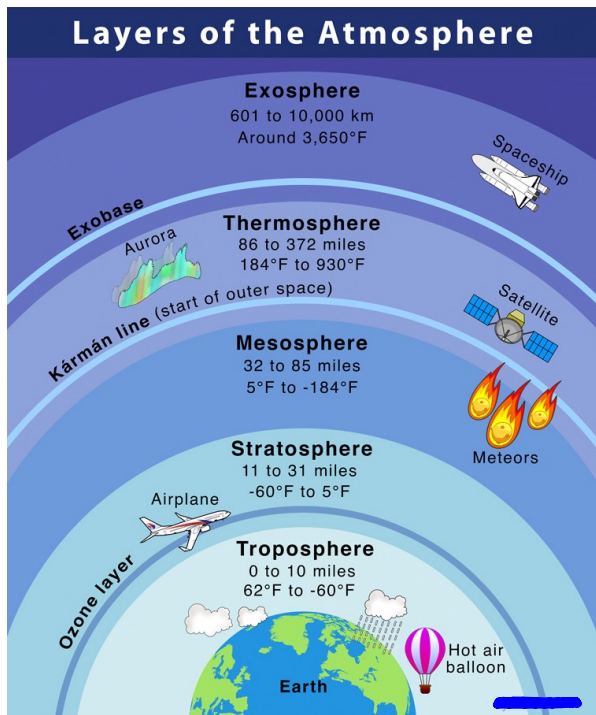 Layers of the Atmosphere
Exosphere
601 to 10,000 km
Around 3,650°F
Spaceship
Exobase
Thermosphere
86 to 372 miles
184°F to 930°F
Aurora
Satellite
Kármán line (start of outer space)
Mesosphere
32 to 85 miles
5°F to -184°F
Meteors
Stratosphere
11 to 31 miles
-60°F to 5°F
Airplane
Ozone layer
Troposphere
0 to 10 miles
62°F to -60°F
Hot air
balloon
Earth